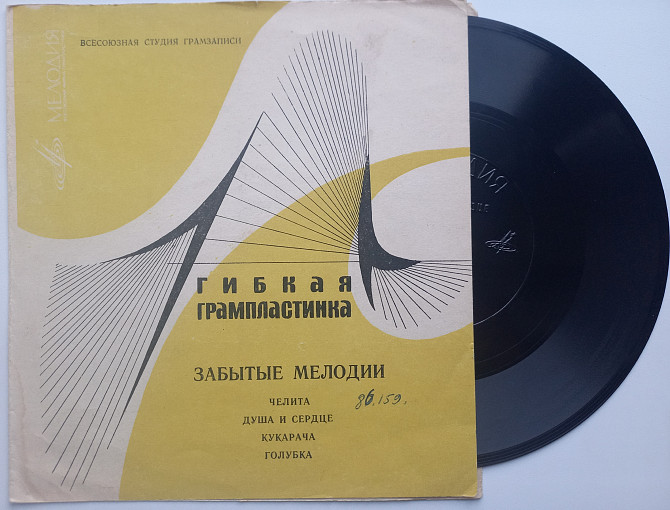 ВСЕСОЮЗНАЯ СТУДИЯ ГРАМЗАПИСИ
МЕЛОДИЯ
ГИБКАЯ
ГРАМПЛАСТИНКА
ЗАБЫТЫЕ МЕЛОДИИ
ЧЕЛИТА
ДУША И СЕРДЦЕ
КУКАРАЧА
ГОЛУБКА
86.159.